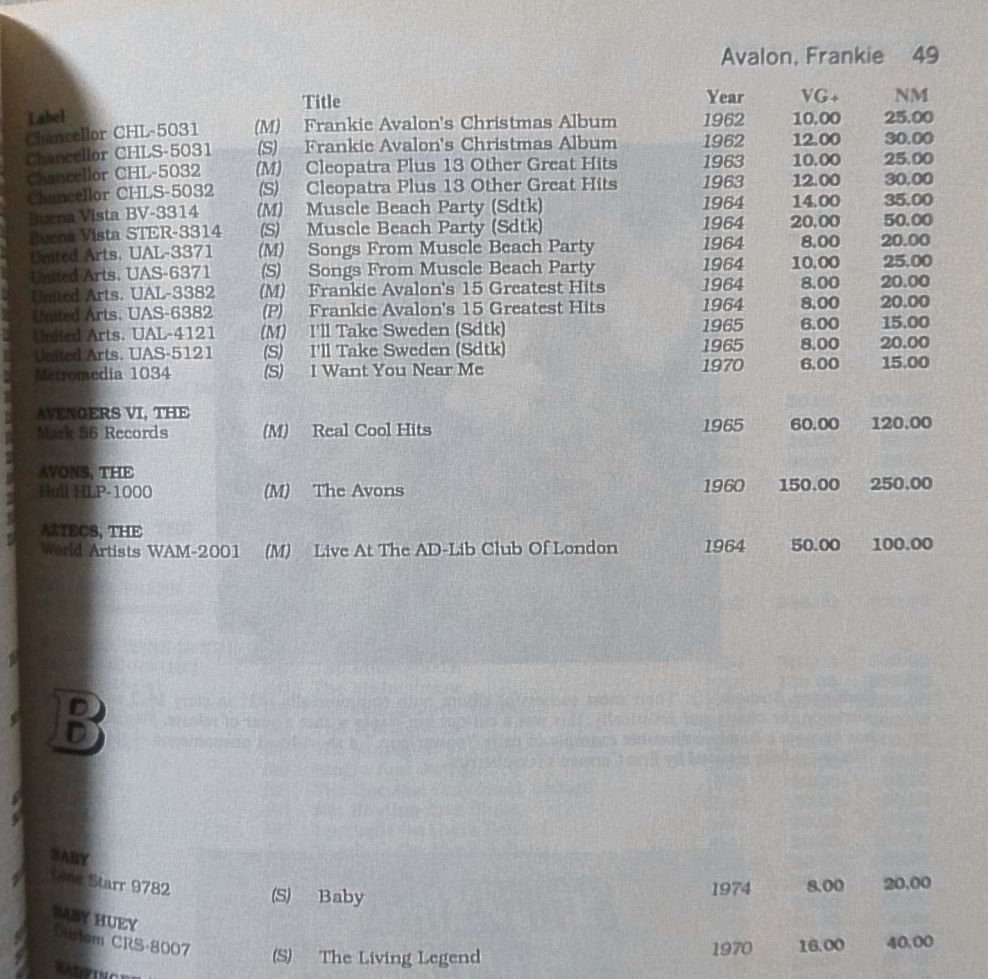 Avalon, Frankie 49
Label Title Year VG+ NM
Chancellor CHL-5031 (M) Frankie Avalon's Christmas Album 1962 10.00 25.00
Chancellor CHLS-5031 (S) Frankie Avalon's Christmas Album 1962 12.00 30.00
Chancellor CHL-5032 (M) Cleopatra Plus 13 Other Great Hits 1963 10.00 25.00
Chancellor CHLS-5032 (S) Cleopatra Plus 13 Other Great Hits 1963 12.00 30.00
Buena Vista BV-3314 (M) Muscle Beach Party (Sdtk) 1964 14.00 35.00
Buena Vista STER-3314 (S) Muscle Beach Party (Sdtk) 1964 20.00 50.00
United Arts. UAL-3371 (M) Songs From Muscle Beach Party 1964 8.00 20.00
United Arts. UAS-6371 (S) Songs From Muscle Beach Party 1964 10.00 25.00
United Arts. UAL-3382 (M) Frankie Avalon's 15 Greatest Hits 1964 8.00 20.00
United Arts. UAS-6382 (P) Frankie Avalon's 15 Greatest Hits 1964 8.00 20.00
United Arts. UAL-4121 (M) I'll Take Sweden (Sdtk) 1965 6.00 15.00
United Arts. UAS-5121 (S) I'll Take Sweden (Sdtk) 1965 8.00 20.00
Metromedia 1034 (S) I Want You Near Me 1970 6.00 15.00
AVENGERS VI, THE
Mark 56 Records (M) Real Cool Hits 1965 60.00 120.00
AVONS, THE
Hull HLP-1000 (M) The Avons 1960 150.00 250.00
AZTECS, THE
World Artists WAM-2001 (M) Live At The AD-Lib Club Of London 1964 50.00 100.00
B
BABY
Lone Starr 9782 (S) Baby 1974 8.00 20.00
BABY HUEY
Curtom CRS-8007 (S) The Living Legend 1970 16.00 40.00